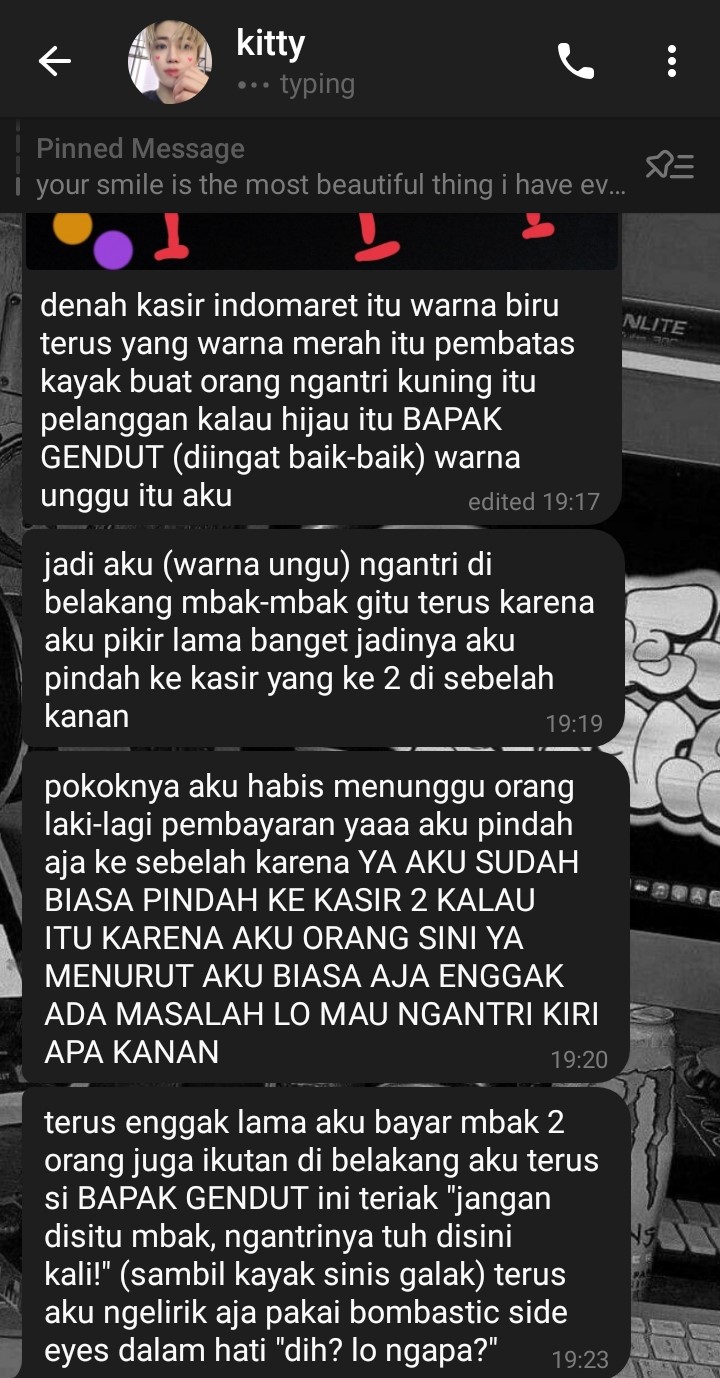 kitty
••• typing
Pinned Message
your smile is the most beautiful thing i have ev...
denah kasir indomaret itu warna biru
terus yang warna merah itu pembatas
kayak buat orang ngantri kuning itu
pelanggan kalau hijau itu BAPAK
GENDUT (diingat baik-baik) warna
unggu itu aku
edited 19:17
jadi aku (warna ungu) ngantri di
belakang mbak-mbak gitu terus karena
aku pikir lama banget jadinya aku
pindah ke kasir yang ke 2 di sebelah
kanan
19:19
pokoknya aku habis menunggu orang
laki-lagi pembayaran yaaa aku pindah
aja ke sebelah karena YA AKU SUDAH
BIASA PINDAH KE KASIR 2 KALAU
ITU KARENA AKU ORANG SINI YA
MENURUT AKU BIASA AJA ENGGAK
ADA MASALAH LO MAU NGANTRI KIRI
APA KANAN
19:20
terus enggak lama aku bayar mbak 2
orang juga ikutan di belakang aku terus
si BAPAK GENDUT ini teriak "jangan
disitu mbak, ngantrinya tuh disini
kali!" (sambil kayak sinis galak) terus
aku ngelirik aja pakai bombastic side
eyes dalam hati "dih? lo ngapa?"
19:23
NLITE